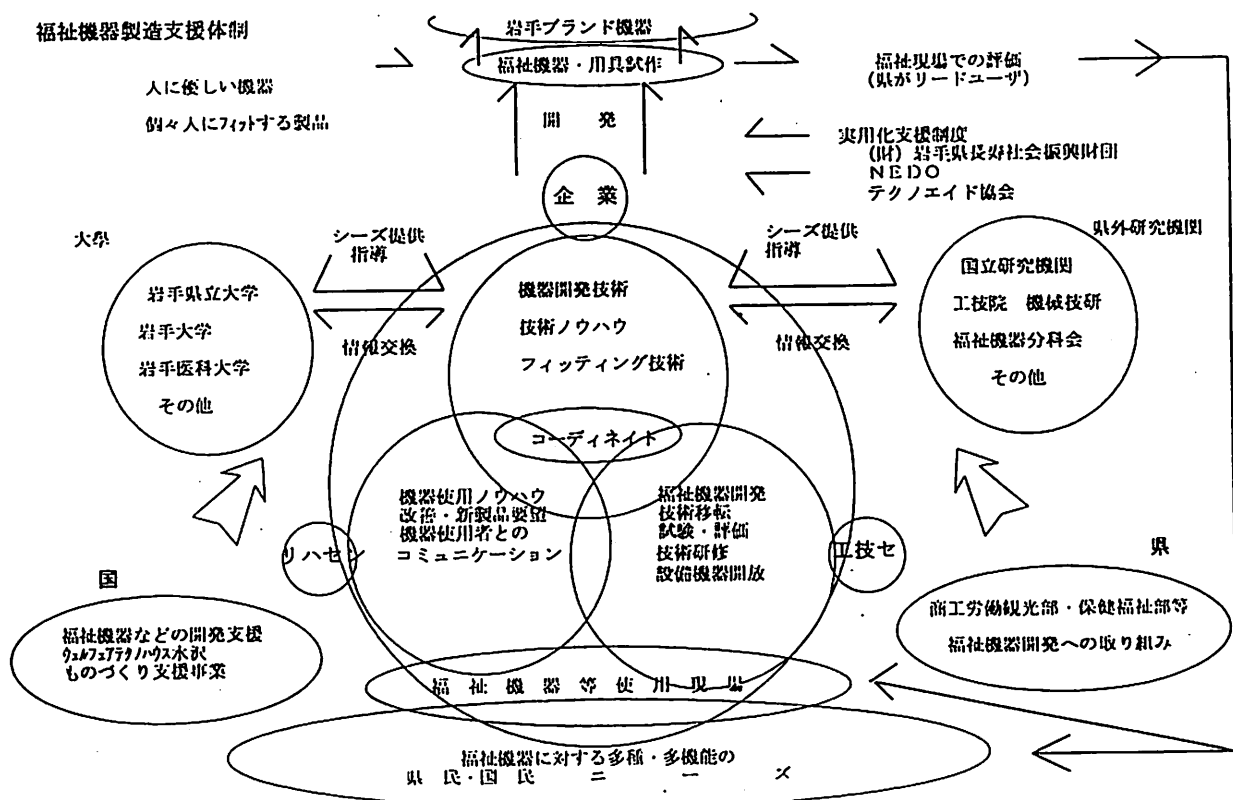 福祉機器製造支援体制
岩手ブランド機器
福祉機器・用具試作
人に優しい機器
個々人にフィットする製品
開発
福祉現場での評価
(県がリードユーザ)
実用化支援制度
(財)岩手県長寿社会振興財団
NEDO
テクノエイド協会
企業
大學
シーズ提供
指導
情報交換
岩手県立大学
岩手大学
岩手医科大学
その他
機器開発技術
技術ノウハウ
フィッティング技術
シーズ提供
指導
情報交換
県外研究機関
国立研究機関
工技院 機械技研
福祉機器分科会
その他
コーディネイト
機器使用ノウハウ
改善・新製品要望
機器使用者との
コミュニケーション
福祉機器開発
技術移転
試験・評価
技術研修
設備機器開放
リハセン
工技セ
国
福祉機器などの開発支援
ウェルフェアテクノハウス水沢
ものづくり支援事業
県
商工労働観光部・保健福祉部等
福祉機器開発への取り組み
福祉機器等使用現場
福祉機器に対する多種・多機能の
県民・国民ニーズ